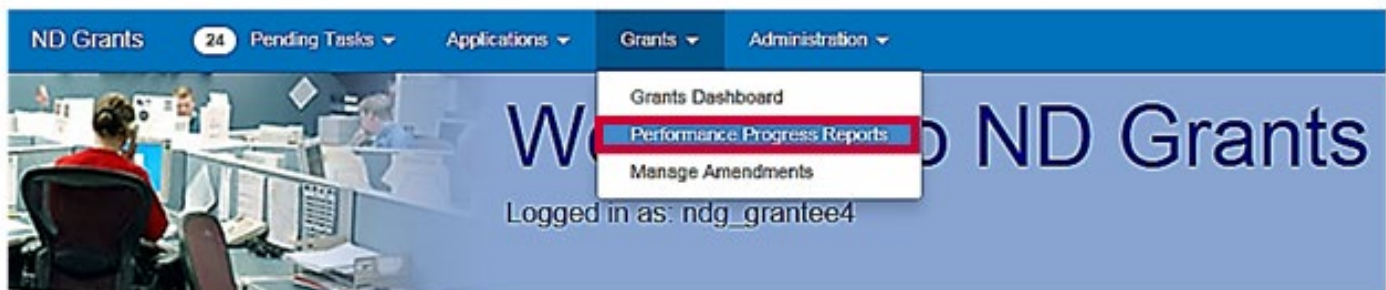 ND Grants 24 Pending Tasks Applications Grants Administration
Grants Dashboard
Performance Progress Reports
Manage Amendments
We o ND Grants
Logged in as: ndg_grantee4